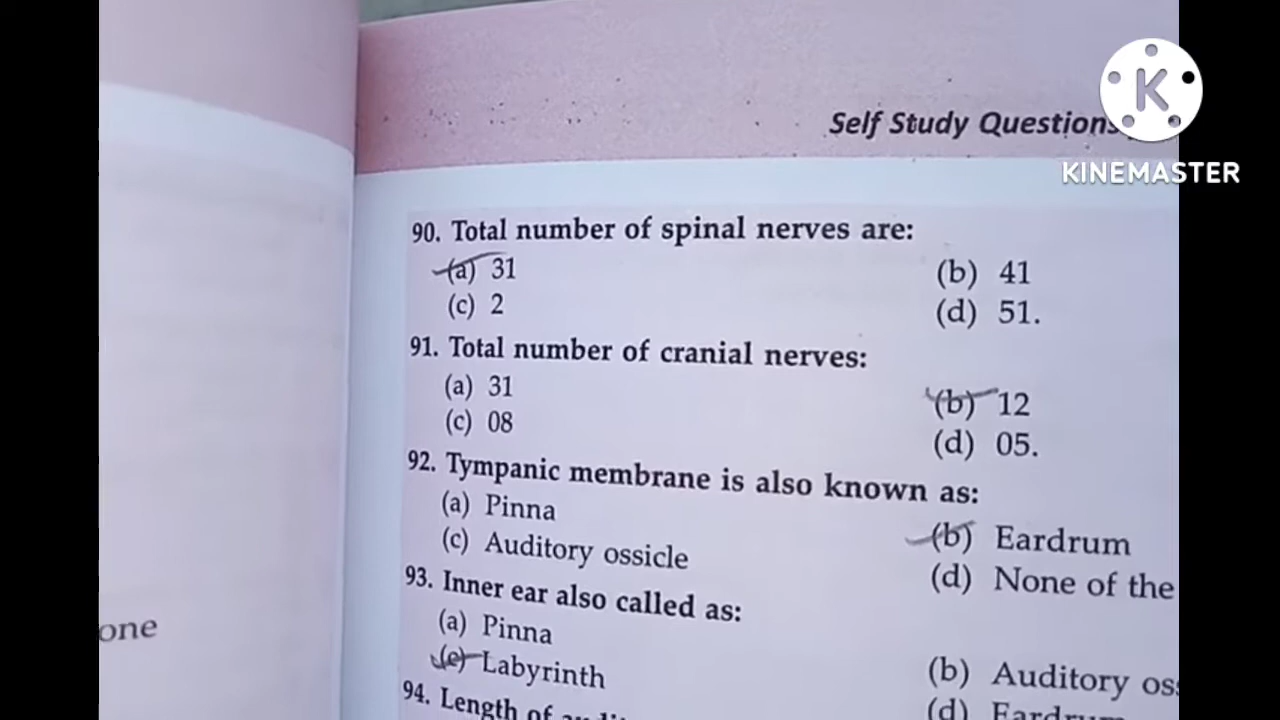 Self Study Questions
K
KINEMASTER
90. Total number of spinal nerves are:
(a) 31 (b) 41
(c) 2 (d) 51.
91. Total number of cranial nerves:
(a) 31 (b) 12
(c) 08 (d) 05.
92. Tympanic membrane is also known as:
(a) Pinna (b) Eardrum
(c) Auditory ossicle (d) None of the
93. Inner ear also called as:
(a) Pinna (b) Auditory
(c) Labyrinth (d) Eardrum
94. Length of
one